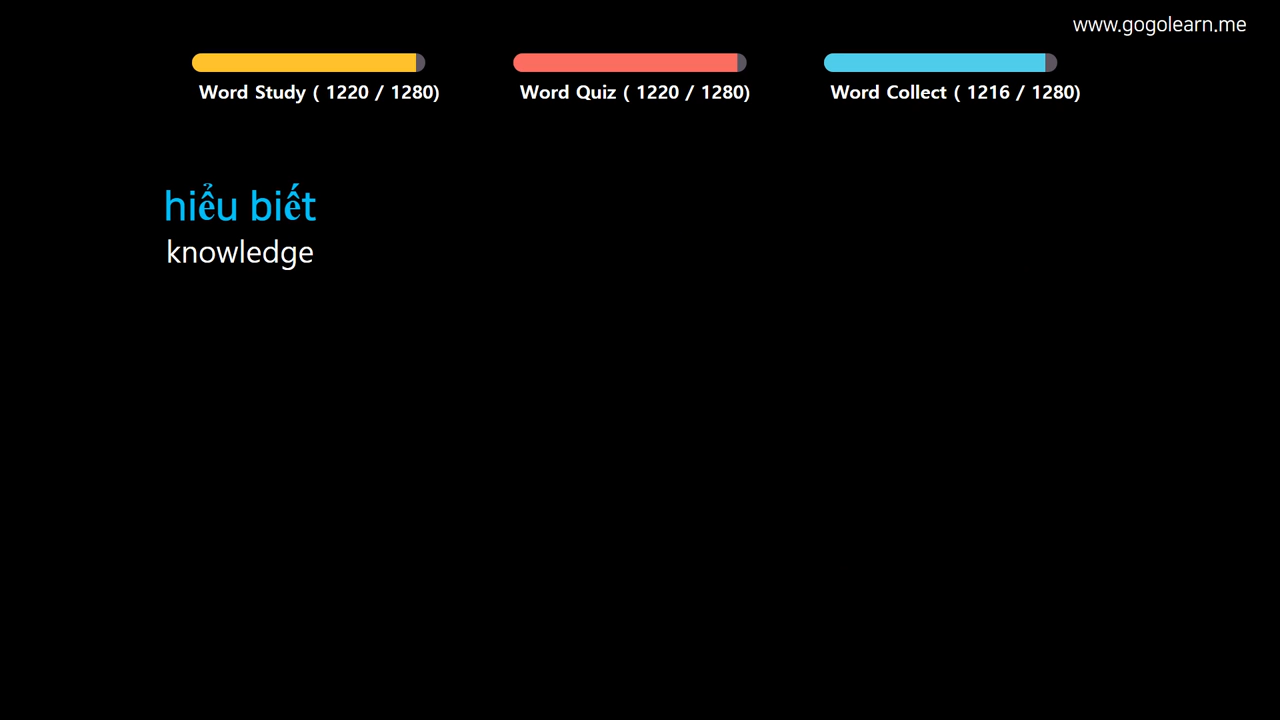 www.gogolearn.me
Word Study ( 1220 / 1280)
Word Quiz ( 1220 / 1280)
Word Collect ( 1216 / 1280)
hiểu biết
knowledge